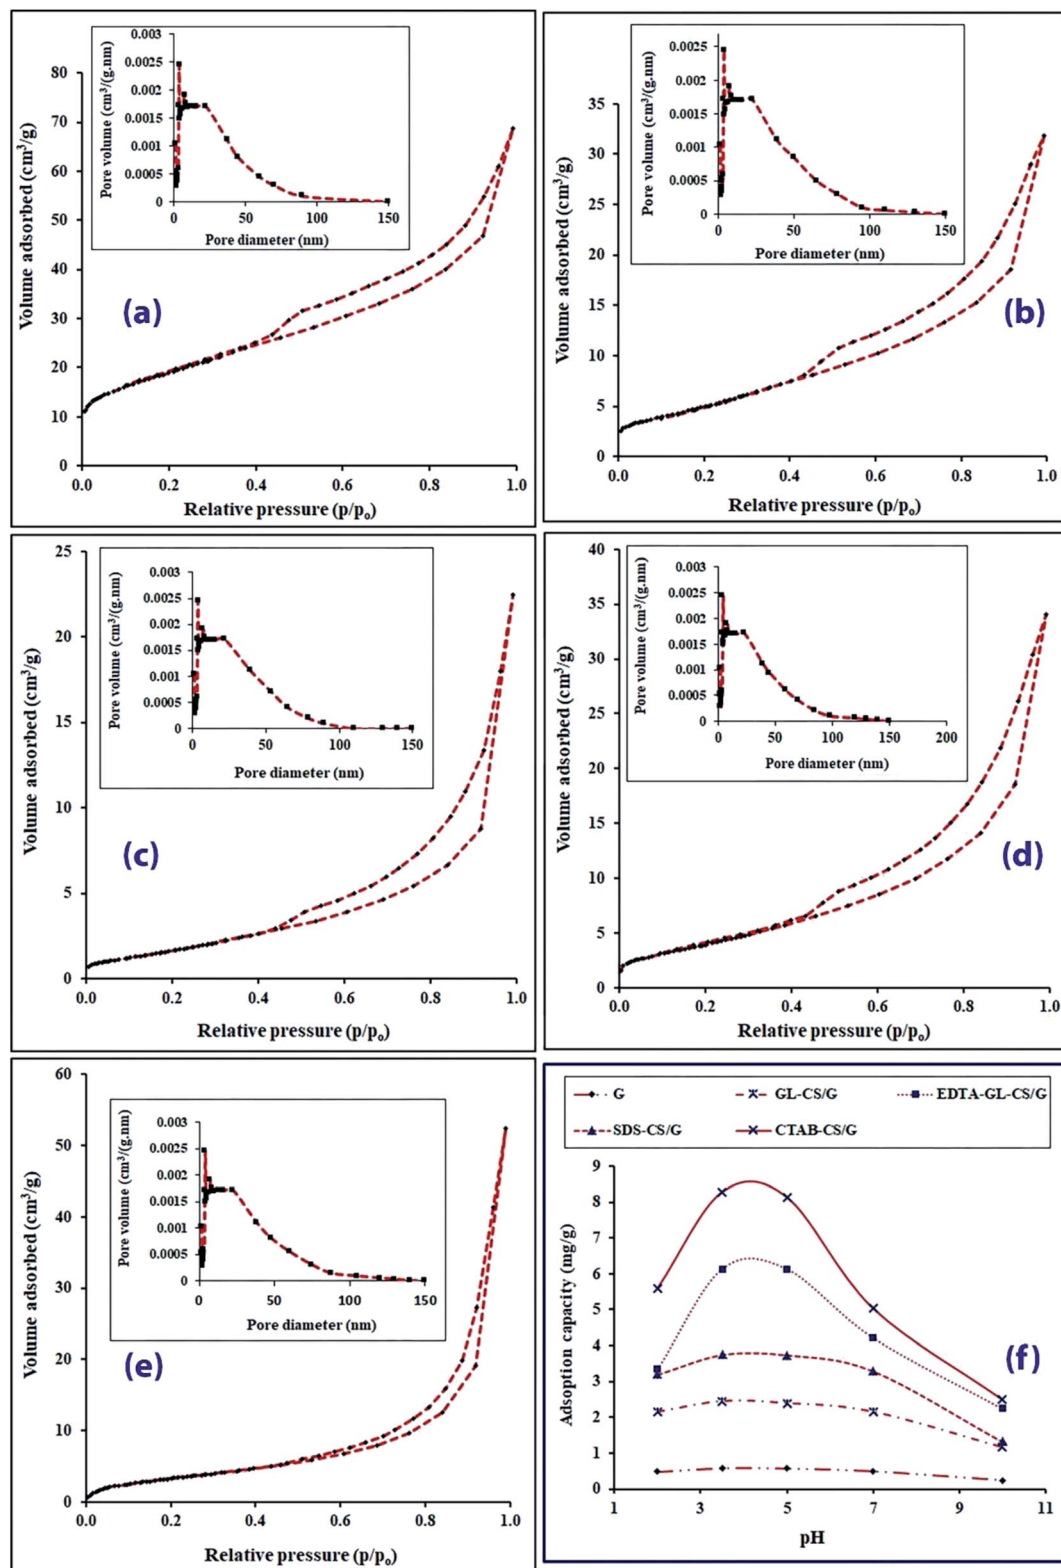 0.003
0.0025
0.002
0.0015
0.001
0.0005
0
Pore volume (cm³/(g.nm)
0 50 100 150
Pore diameter (nm)
80
70
60
50
40
30
20
10
0
Volume adsorbed (cm³/g)
(a)
0.0 0.2 0.4 0.6 0.8 1.0
Relative pressure (p/pₒ)
0.0025
0.002
0.0015
0.001
0.0005
0
Pore volume (cm³/(g.nm)
0 50 100 150
Pore diameter (nm)
35
30
25
20
15
10
5
0
Volume adsorbed (cm³/g)
(b)
0.0 0.2 0.4 0.6 0.8 1.0
Relative pressure (p/pₒ)
0.003
0.0025
0.002
0.0015
0.001
0.0005
0
Pore volume (cm³/(g.nm)
0 50 100 150
Pore diameter (nm)
25
20
15
10
5
0
Volume adsorbed (cm³/g)
(c)
0.0 0.2 0.4 0.6 0.8 1.0
Relative pressure (p/pₒ)
0.003
0.0025
0.002
0.0015
0.001
0.0005
0
Pore volume (cm³/(g.nm)
0 50 100 150 200
Pore diameter (nm)
40
35
30
25
20
15
10
5
0
Volume adsorbed (cm³/g)
(d)
0.0 0.2 0.4 0.6 0.8 1.0
Relative pressure (p/pₒ)
0.003
0.0025
0.002
0.0015
0.001
0.0005
0
Pore volume (cm³/(g.nm)
0 50 100 150
Pore diameter (nm)
60
50
40
30
20
10
0
Volume adsorbed (cm³/g)
(e)
0.0 0.2 0.4 0.6 0.8 1.0
Relative pressure (p/pₒ)
G GL-CS/G EDTA-GL-CS/G
SDS-CS/G CTAB-CS/G
9
8
7
6
5
4
3
2
1
0
Adsoption capacity (mg/g)
(f)
1 3 5 7 9 11
pH